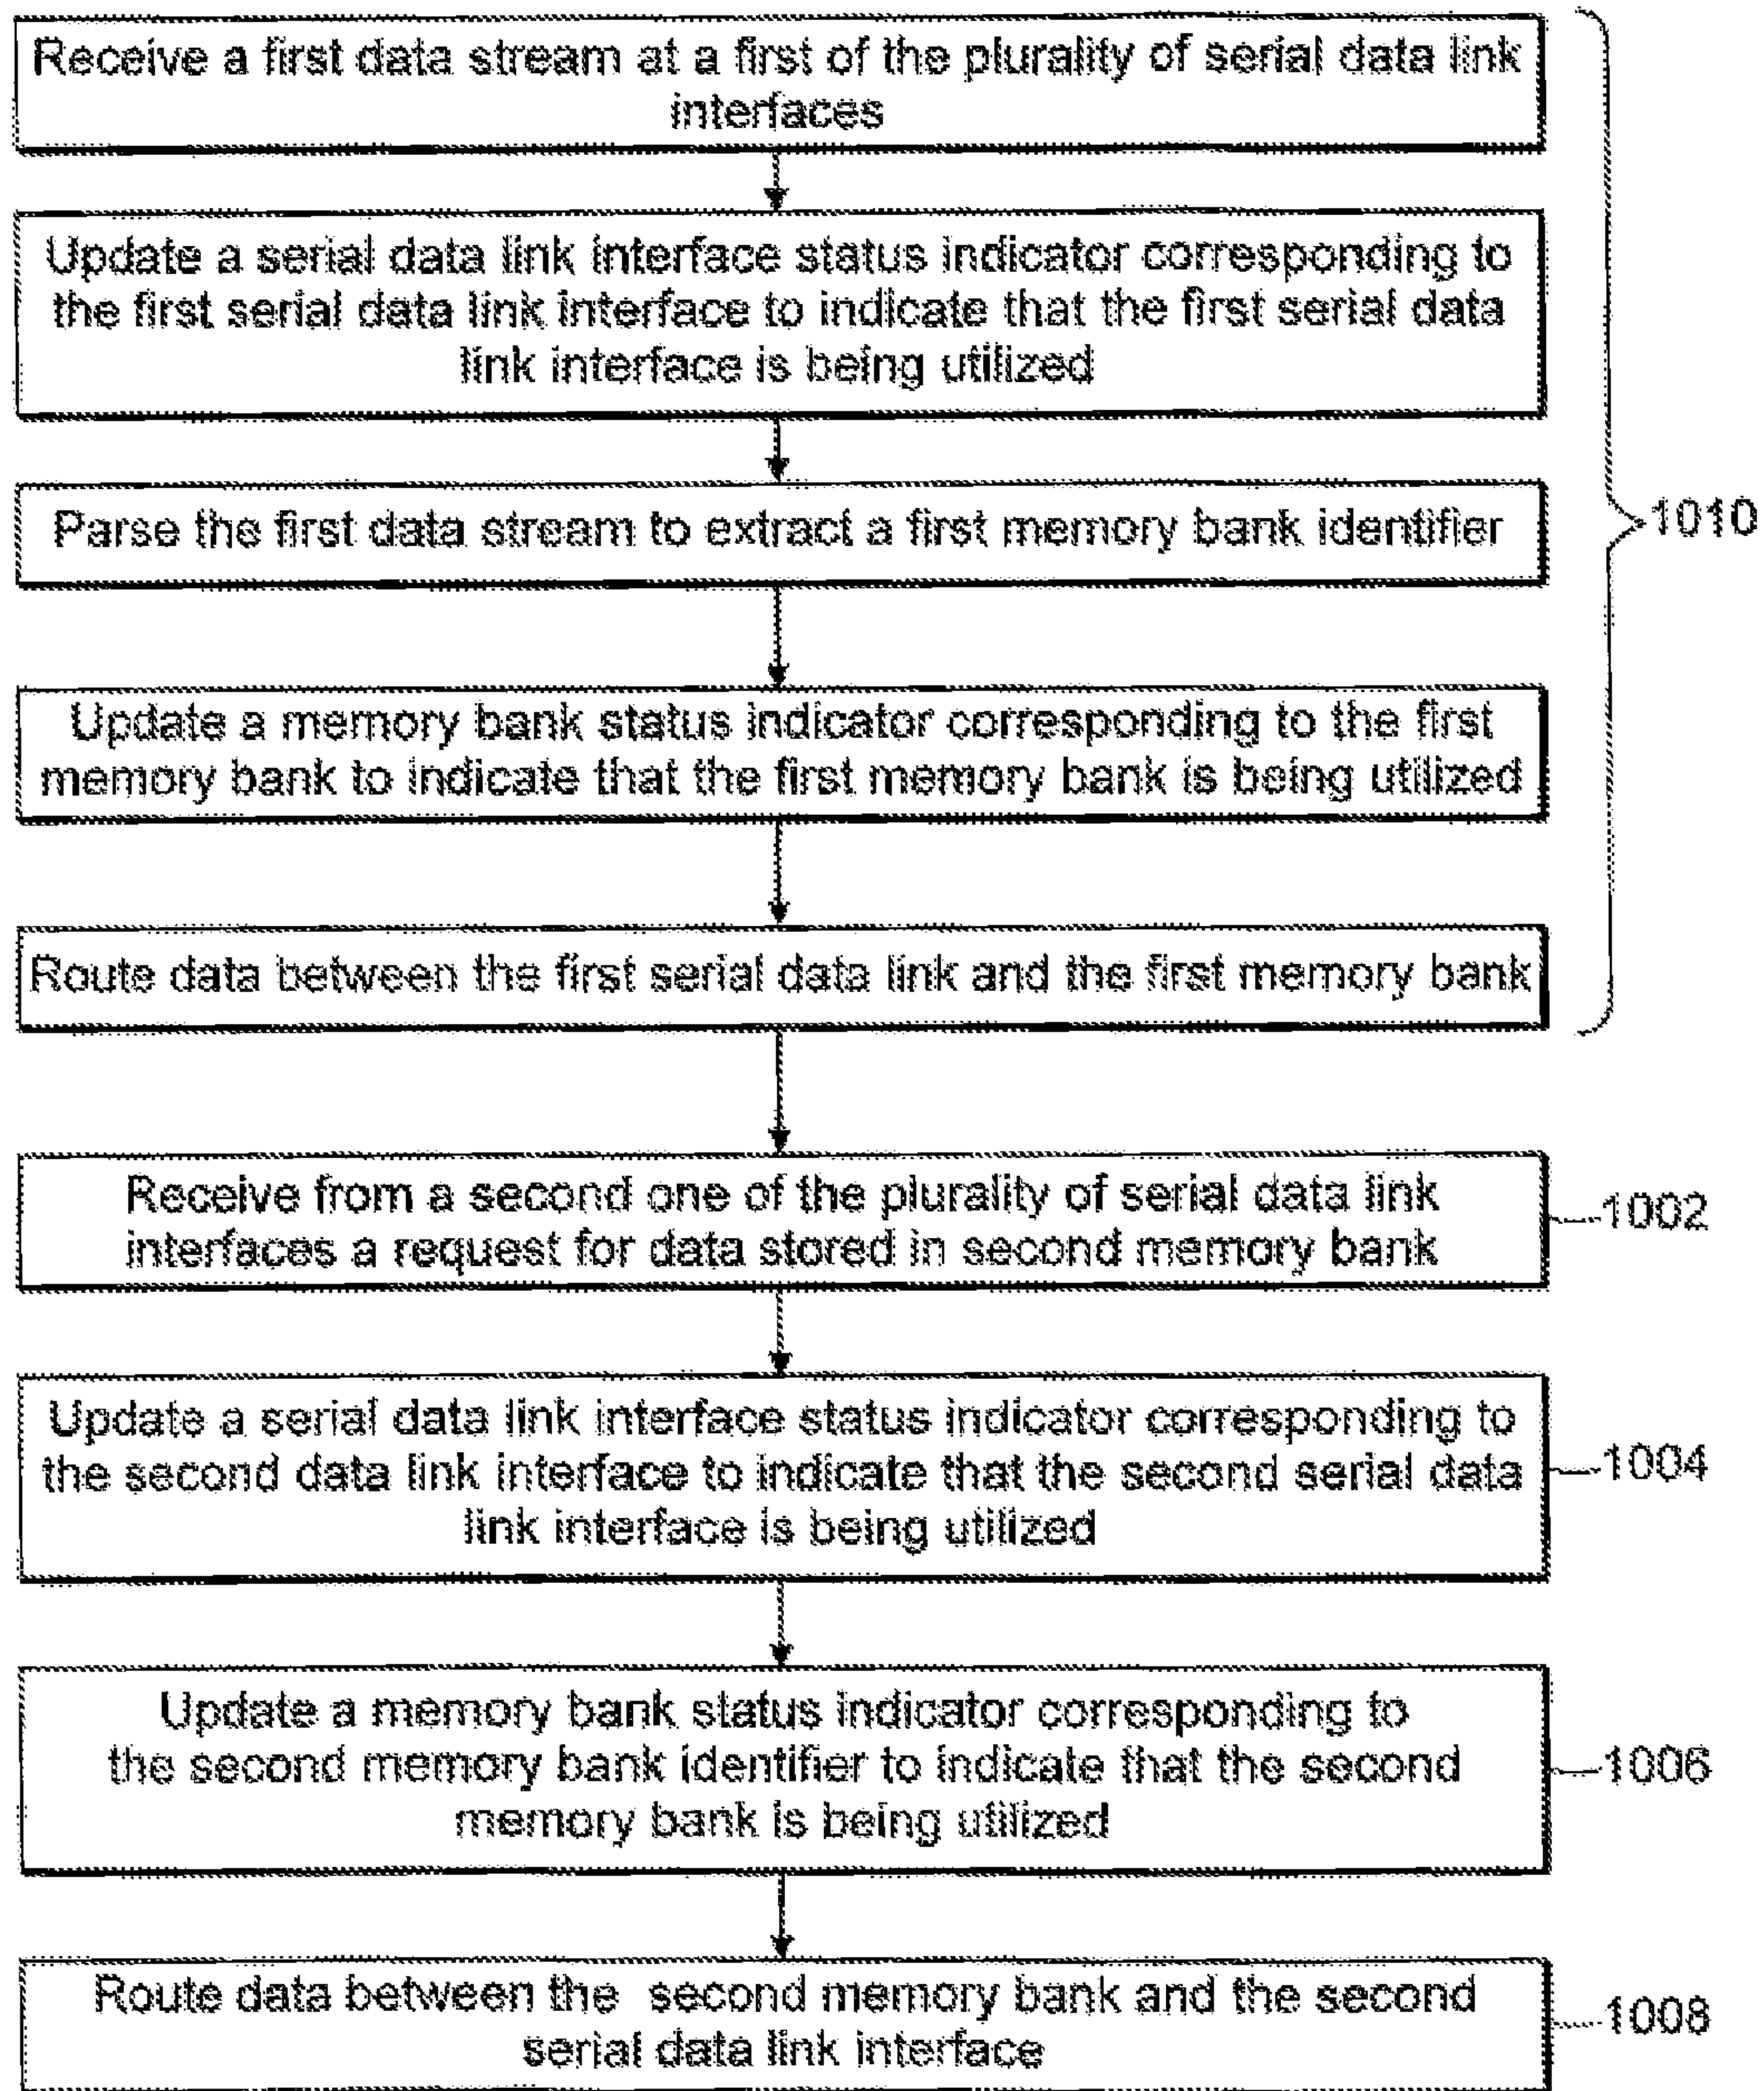 Receive a first data stream at a first of the plurality of serial data link
interfaces
Update a serial data link interface status indicator corresponding to
the first serial data link interface to indicate that the first serial data
link interface is being utilized
Parse the first data stream to extract a first memory bank identifier
1010
Update a memory bank status indicator corresponding to the first
memory bank to indicate that the first memory bank is being utilized
Route data between the first serial data link and the first memory bank
Receive from a second one of the plurality of serial data link
interfaces a request for data stored in second memory bank
1002
Update a serial data link interface status indicator corresponding to
the second data link interface to indicate that the second serial data
link interface is being utilized
1004
Update a memory bank status indicator corresponding to
the second memory bank identifier to indicate that the second
memory bank is being utilized
1006
Route data between the second memory bank and the second
serial data link interface
1008